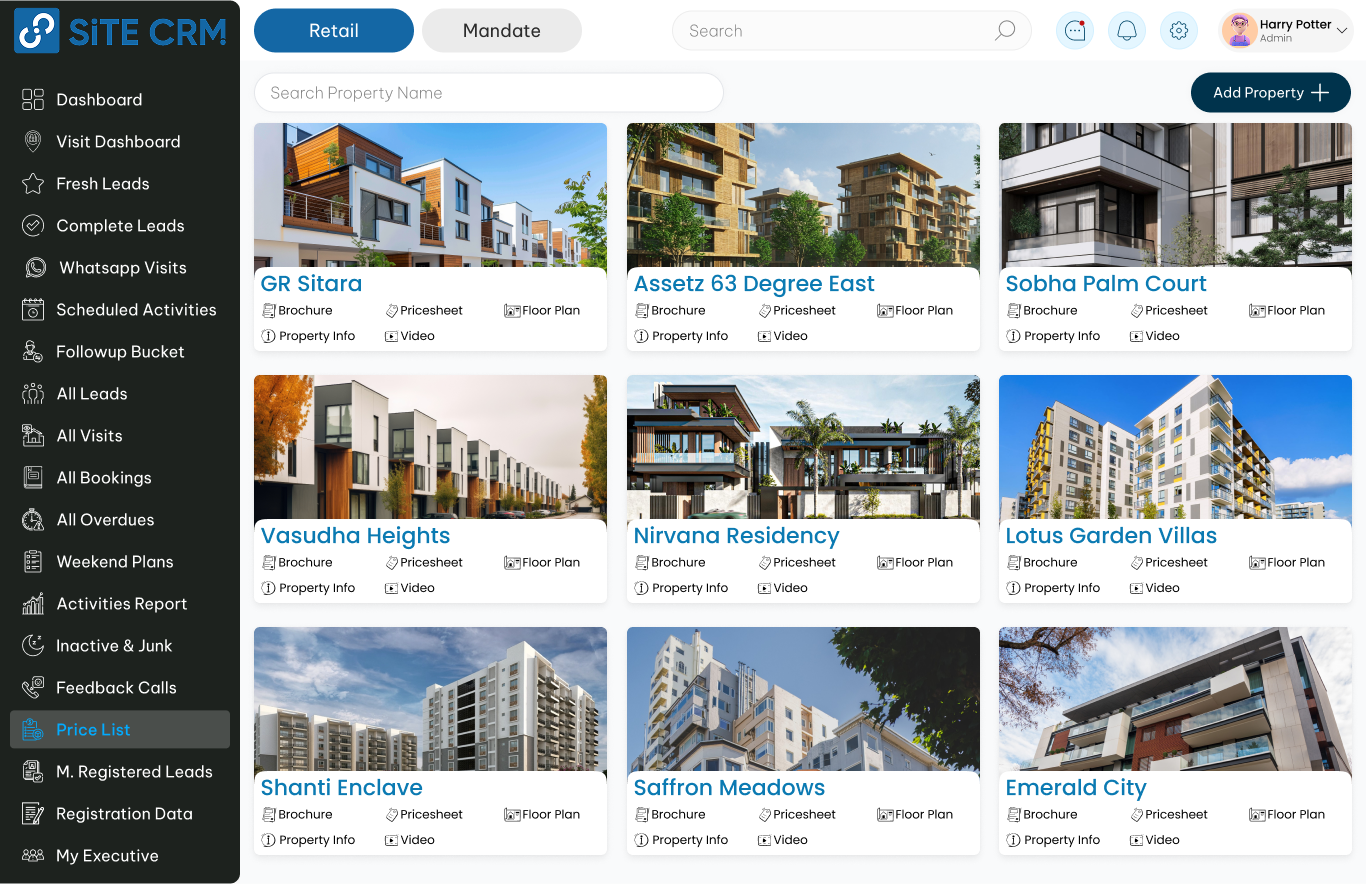 SiTE CRM
Retail
Mandate
Search
Harry Potter
Admin
Dashboard
Visit Dashboard
Fresh Leads
Complete Leads
Whatsapp Visits
Scheduled Activities
Followup Bucket
All Leads
All Visits
All Bookings
All Overdues
Weekend Plans
Activities Report
Inactive & Junk
Feedback Calls
Price List
M. Registered Leads
Registration Data
My Executive
Search Property Name
Add Property
GR Sitara
Brochure Pricesheet Floor Plan
Property Info Video
Assetz 63 Degree East
Brochure Pricesheet Floor Plan
Property Info Video
Sobha Palm Court
Brochure Pricesheet Floor Plan
Property Info Video
Vasudha Heights
Brochure Pricesheet Floor Plan
Property Info Video
Nirvana Residency
Brochure Pricesheet Floor Plan
Property Info Video
Lotus Garden Villas
Brochure Pricesheet Floor Plan
Property Info Video
Shanti Enclave
Brochure Pricesheet Floor Plan
Property Info Video
Saffron Meadows
Brochure Pricesheet Floor Plan
Property Info Video
Emerald City
Brochure Pricesheet Floor Plan
Property Info Video